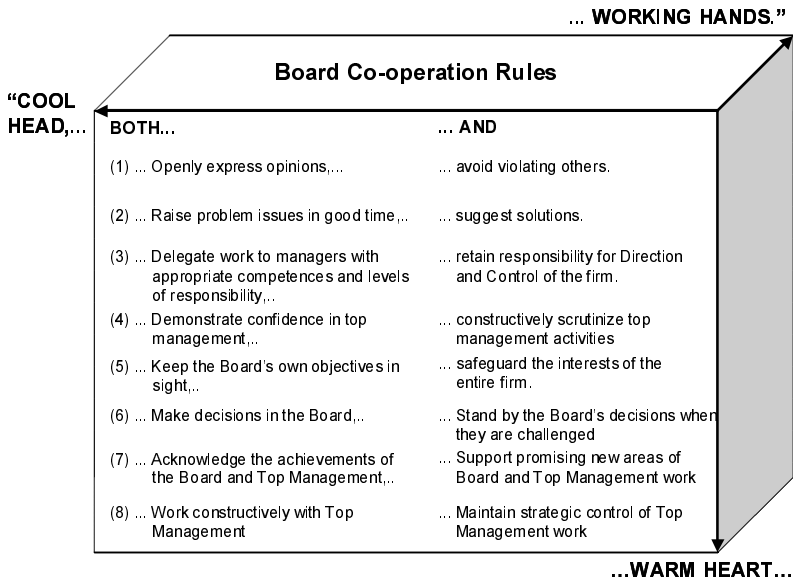 ... WORKING HANDS.”
Board Co-operation Rules
“COOL
HEAD,...
BOTH...
... AND
(1) ... Openly express opinions,...
... avoid violating others.
(2) ... Raise problem issues in good time,..
... suggest solutions.
(3) ... Delegate work to managers with
appropriate competences and levels
of responsibility,..
... retain responsibility for Direction
and Control of the firm.
(4) ... Demonstrate confidence in top
management,..
... constructively scrutinize top
management activities
(5) ... Keep the Board’s own objectives in
sight,..
... safeguard the interests of the
entire firm.
(6) ... Make decisions in the Board,..
... Stand by the Board’s decisions when
they are challenged
(7) ... Acknowledge the achievements of
the Board and Top Management,..
... Support promising new areas of
Board and Top Management work
(8) ... Work constructively with Top
Management
... Maintain strategic control of Top
Management work
...WARM HEART...